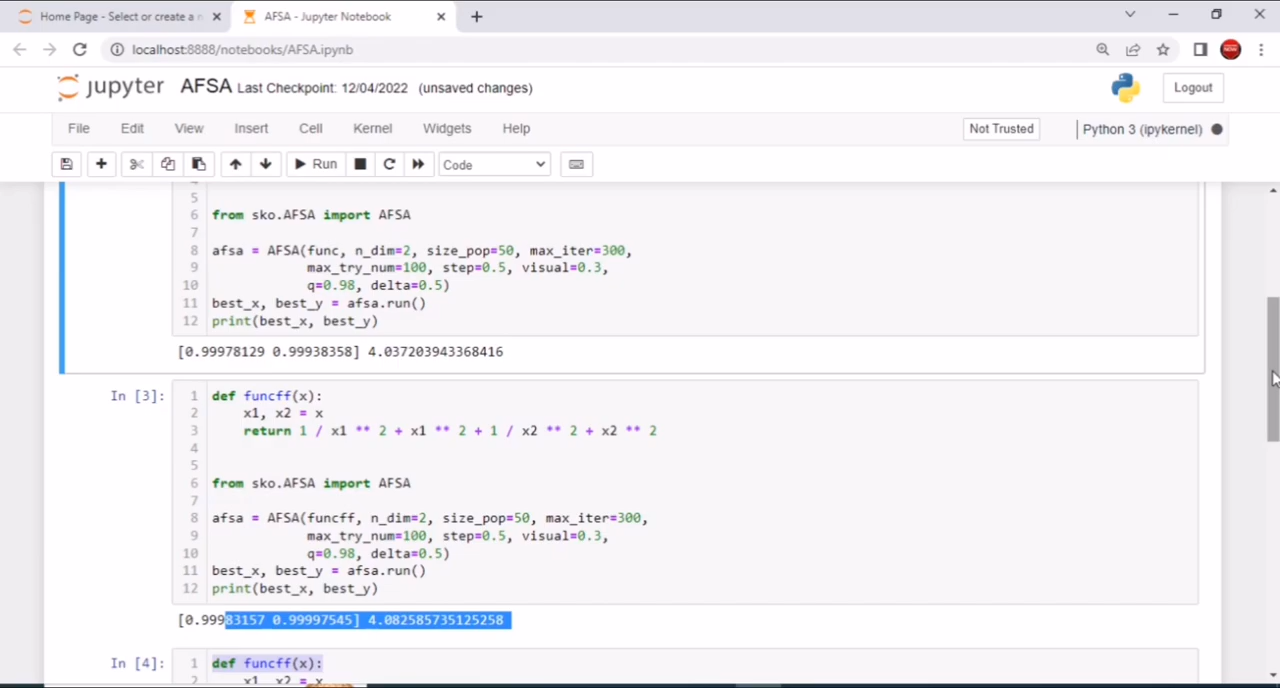 Home Page - Select or create a n
AFSA - Jupyter Notebook
localhost:8888/notebooks/AFSA.ipynb
jupyter AFSA Last Checkpoint: 12/04/2022 (unsaved changes)
Logout
File Edit View Insert Cell Kernel Widgets Help
Not Trusted
Python 3 (ipykernel)
Run
Code
5
6 from sko.AFSA import AFSA
7
8 afsa = AFSA(func, n_dim=2, size_pop=50, max_iter=300,
9 max_try_num=100, step=0.5, visual=0.3,
10 q=0.98, delta=0.5)
11 best_x, best_y = afsa.run()
12 print(best_x, best_y)
[0.99978129 0.99938358] 4.037203943368416
In [3]:
1 def funcff(x):
2 x1, x2 = x
3 return 1 / x1 ** 2 + x1 ** 2 + 1 / x2 ** 2 + x2 ** 2
4
5
6 from sko.AFSA import AFSA
7
8 afsa = AFSA(funcff, n_dim=2, size_pop=50, max_iter=300,
9 max_try_num=100, step=0.5, visual=0.3,
10 q=0.98, delta=0.5)
11 best_x, best_y = afsa.run()
12 print(best_x, best_y)
[0.99983157 0.99997545] 4.082585735125258
In [4]:
1 def funcff(x):
2 x1, x2 = x